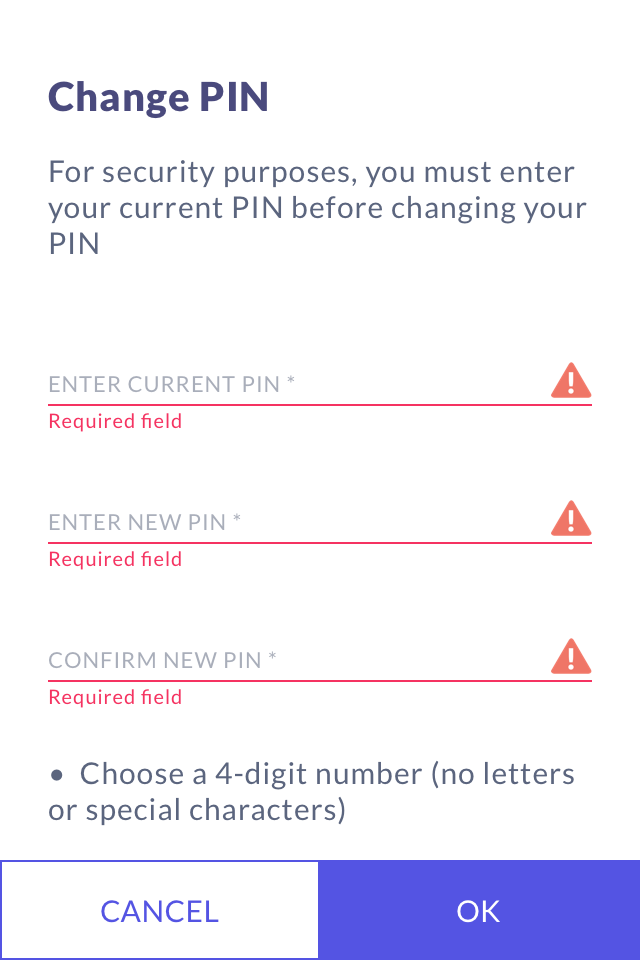 Change PIN
For security purposes, you must enter
your current PIN before changing your
PIN
ENTER CURRENT PIN *
Required field
ENTER NEW PIN *
Required field
CONFIRM NEW PIN *
Required field
• Choose a 4-digit number (no letters
or special characters)
CANCEL
OK